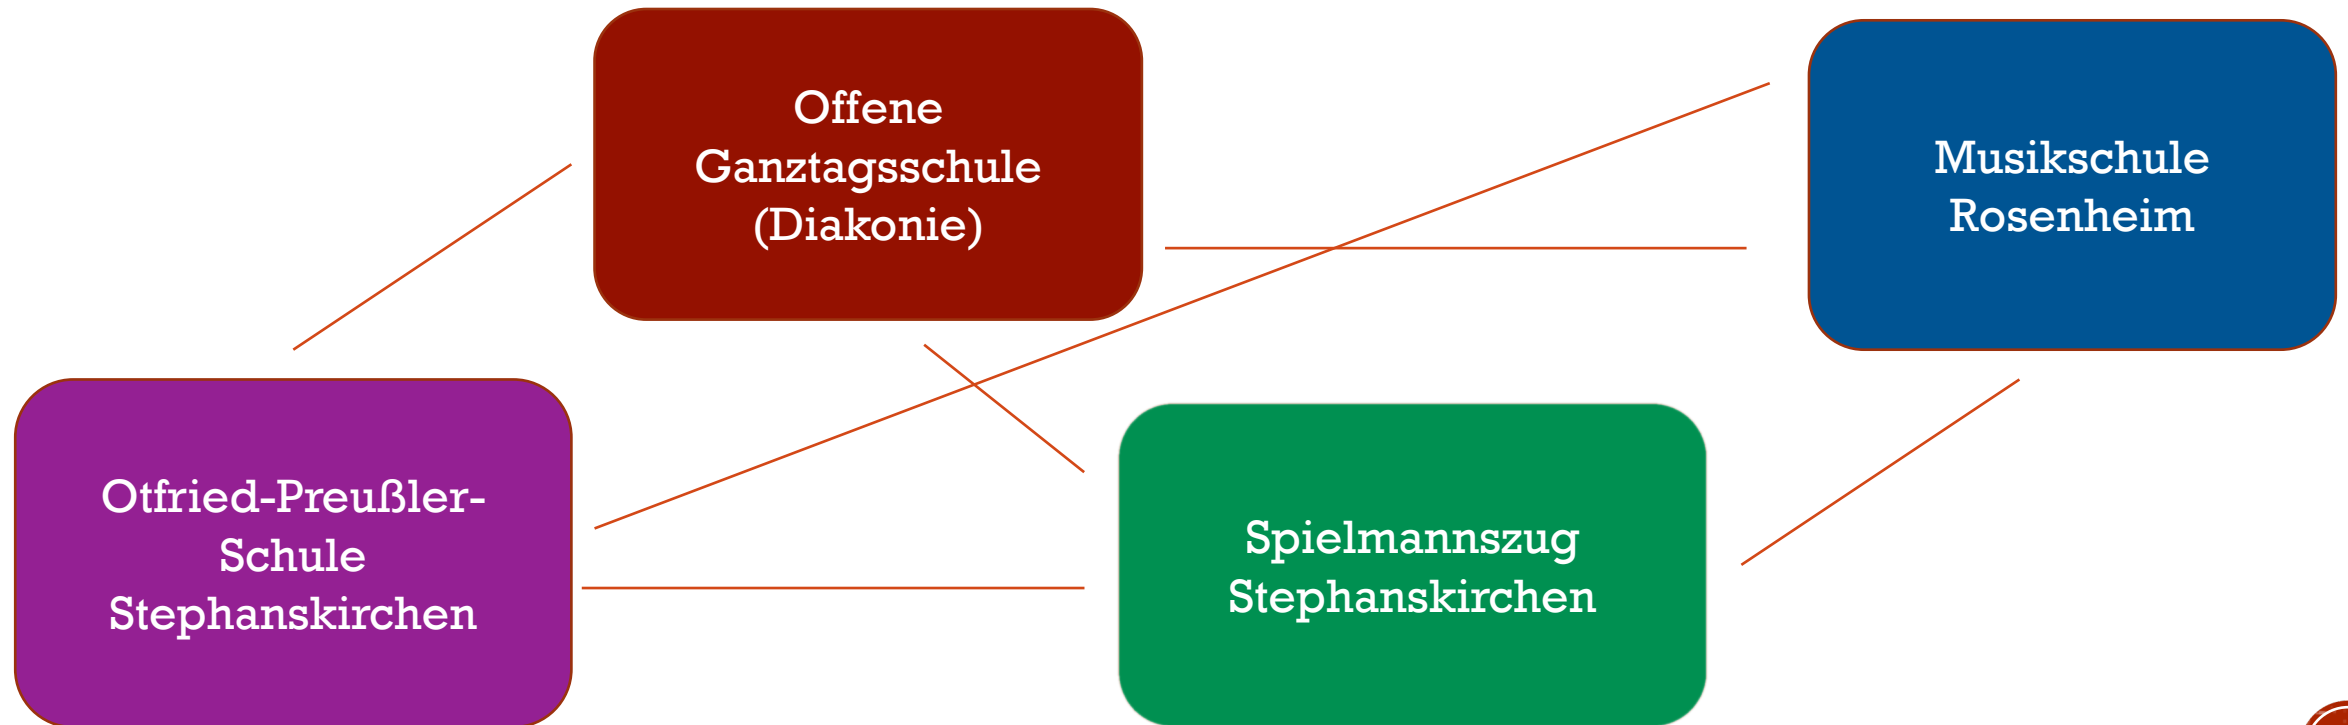 Offene
Ganztagsschule
(Diakonie)
Musikschule
Rosenheim
Otfried-Preußler-
Schule
Stephanskirchen
Spielmannszug
Stephanskirchen